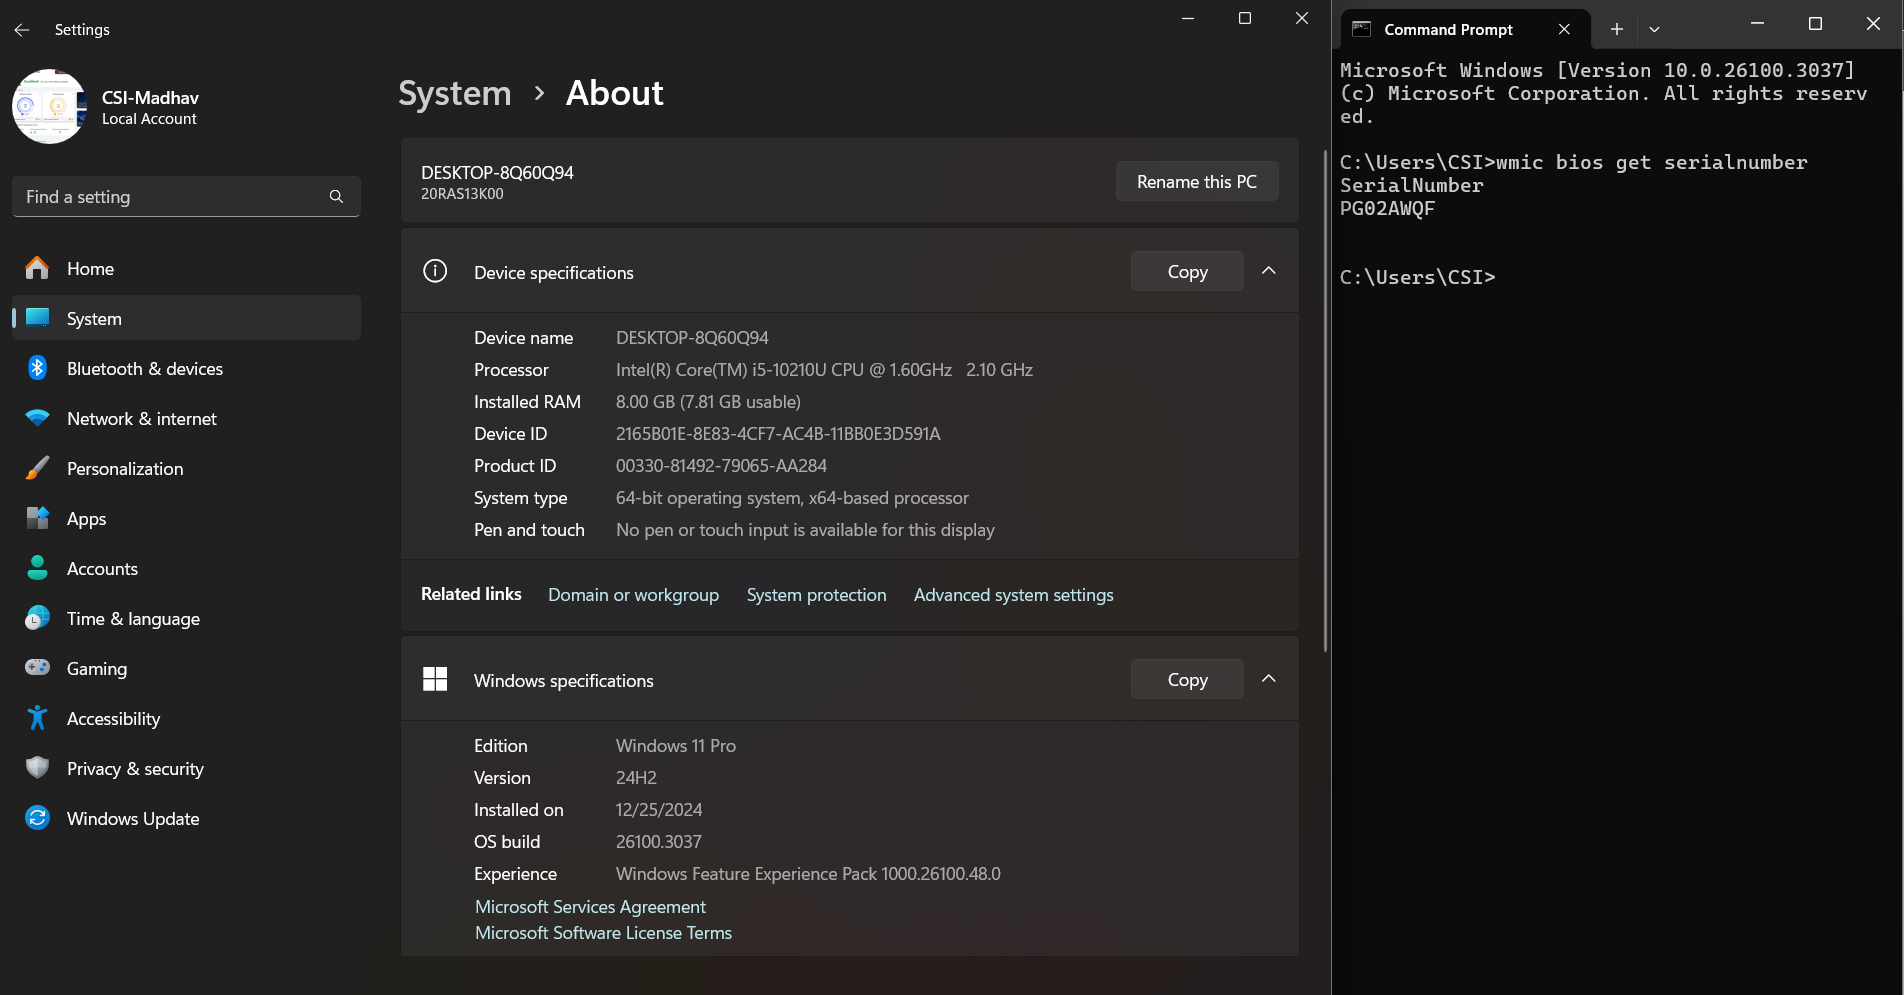 Settings
CSI-Madhav
Local Account
Find a setting
Home
System
Bluetooth & devices
Network & internet
Personalization
Apps
Accounts
Time & language
Gaming
Accessibility
Privacy & security
Windows Update
System › About
DESKTOP-8Q60Q94
20RAS13K00
Rename this PC
Device specifications
Copy
Device name DESKTOP-8Q60Q94
Processor Intel(R) Core(TM) i5-10210U CPU @ 1.60GHz 2.10 GHz
Installed RAM 8.00 GB (7.81 GB usable)
Device ID 2165B01E-8E83-4CF7-AC4B-11BB0E3D591A
Product ID 00330-81492-79065-AA284
System type 64-bit operating system, x64-based processor
Pen and touch No pen or touch input is available for this display
Related links Domain or workgroup System protection Advanced system settings
Windows specifications
Copy
Edition Windows 11 Pro
Version 24H2
Installed on 12/25/2024
OS build 26100.3037
Experience Windows Feature Experience Pack 1000.26100.48.0
Microsoft Services Agreement
Microsoft Software License Terms
Command Prompt
Microsoft Windows [Version 10.0.26100.3037]
(c) Microsoft Corporation. All rights reserv
ed.
C:\Users\CSI>wmic bios get serialnumber
SerialNumber
PG02AWQF
C:\Users\CSI>